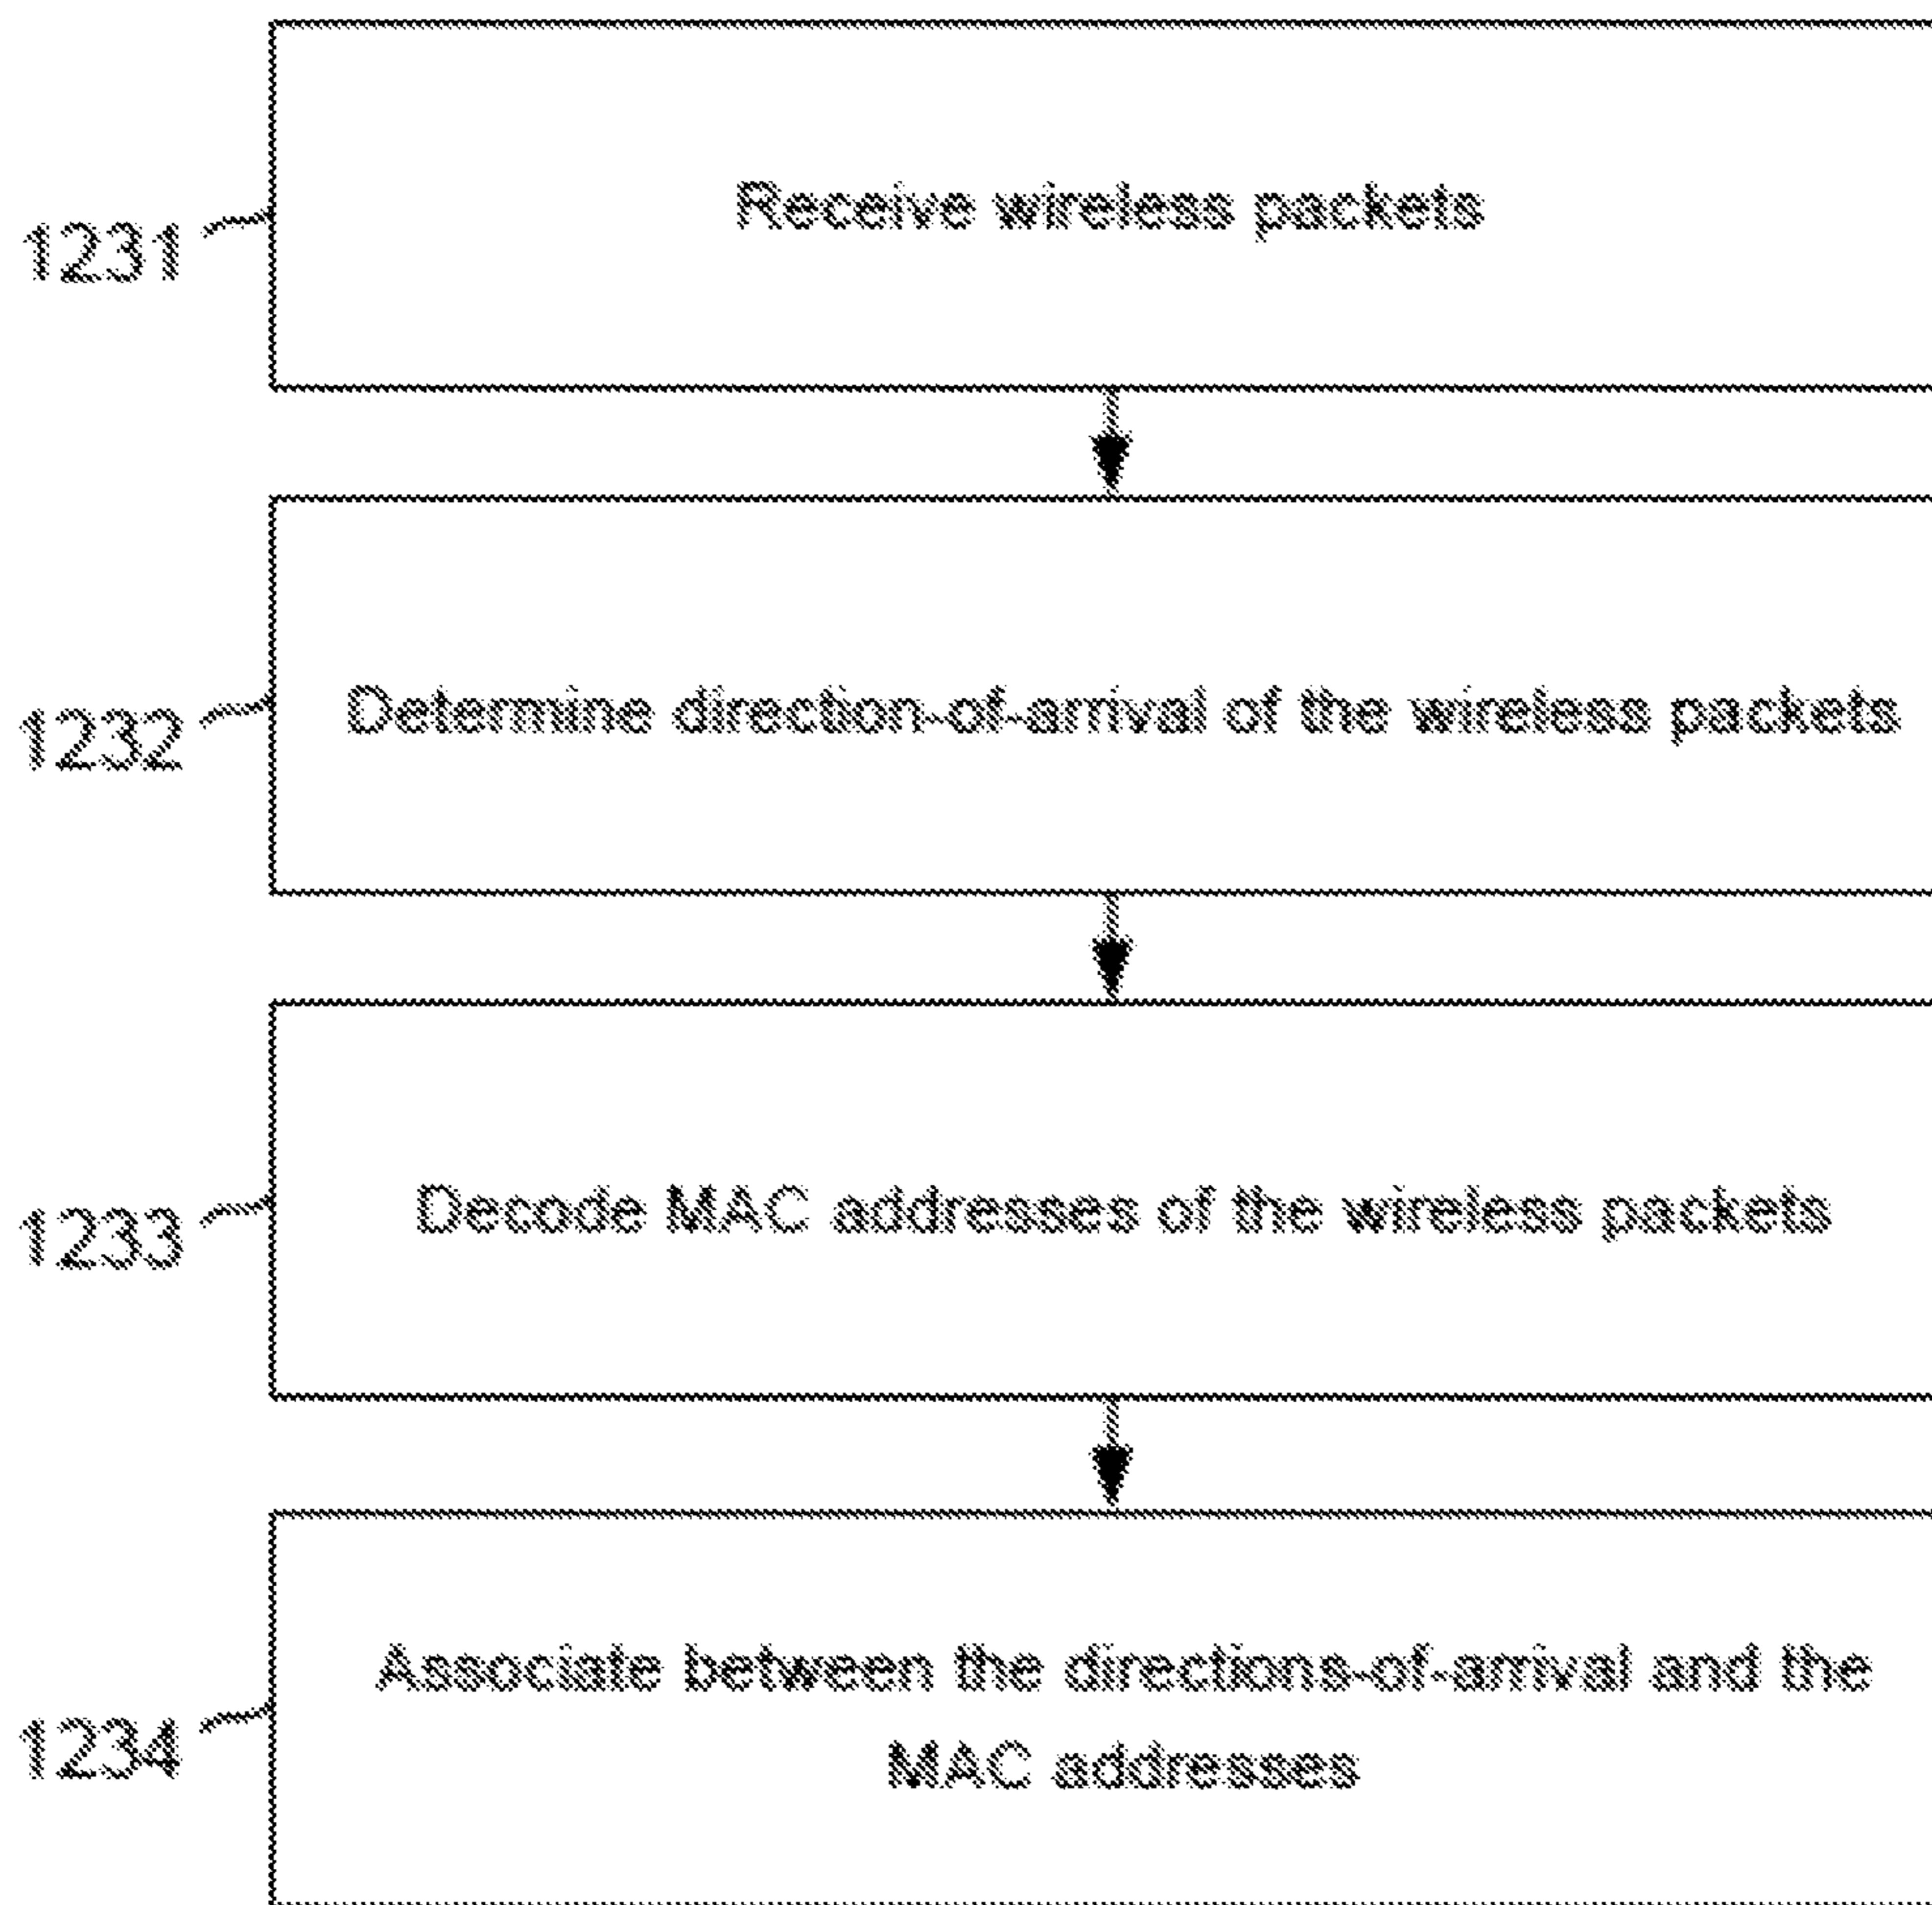 Receive wireless packets
1231
Determine direction-of-arrival of the wireless packets
1232
Decode MAC addresses of the wireless packets
1233
Associate between the directions-of-arrival and the
MAC addresses
1234